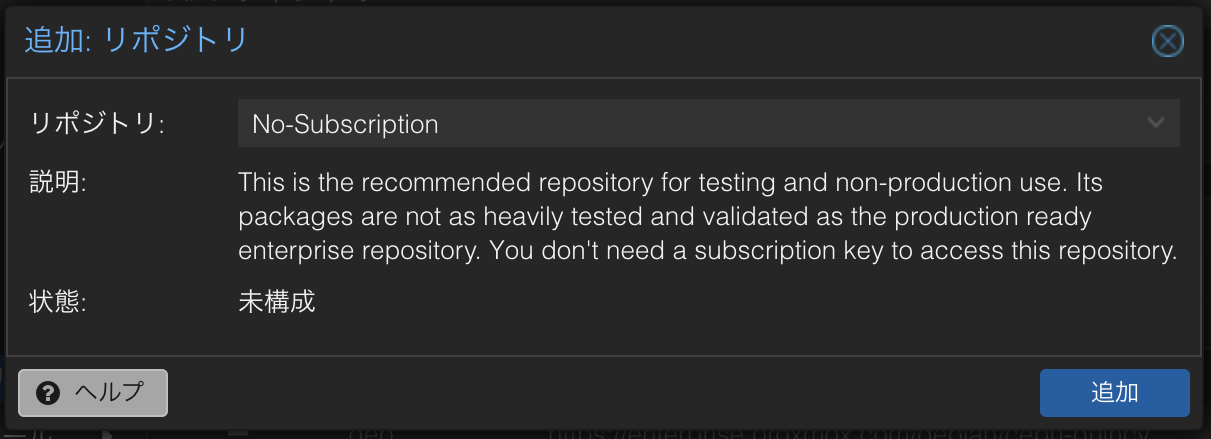 追加: リポジトリ
リポジトリ:
No-Subscription
説明:
This is the recommended repository for testing and non-production use. Its
packages are not as heavily tested and validated as the production ready
enterprise repository. You don't need a subscription key to access this repository.
状態:
未構成
ヘルプ
追加